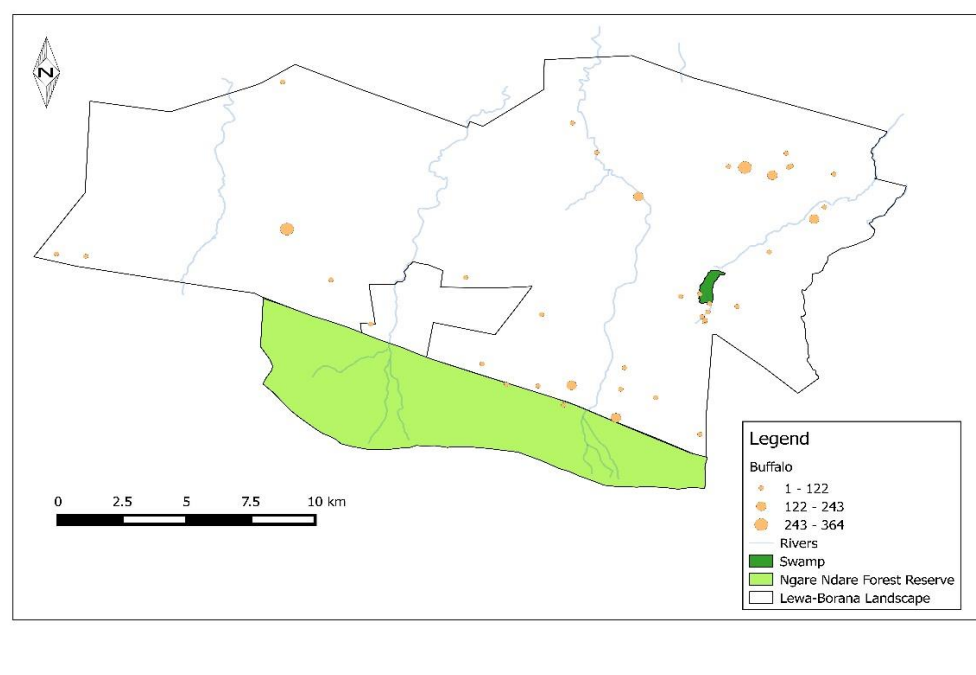 N
0 2.5 5 7.5 10 km
Legend
Buffalo
1 - 122
122 - 243
243 - 364
Rivers
Swamp
Ngare Ndare Forest Reserve
Lewa-Borana Landscape